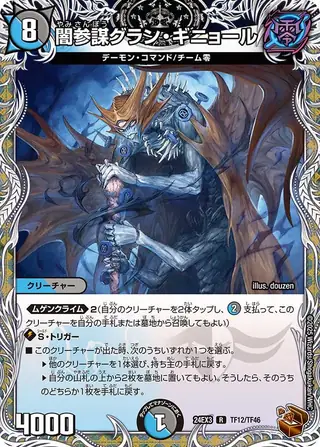 8
やみさんぼう
闇参謀グラン・ギニョール
零
デーモン・コマンド/チーム零
illus. douzen
クリーチャー
ムゲンクライム 2(自分のクリーチャーを2体タップし、2支払って、この
クリーチャーを自分の手札または墓地から召喚してもよい)
S・トリガー
■このクリーチャーが出た時、次のうちいずれか1つを選ぶ。
▶他のクリーチャーを1体選び、持ち主の手札に戻す。
▶自分の山札の上から2枚を墓地に置いてもよい。そうしたら、そのうち
のどちらか1枚を手札に戻す。
4000
1
24EX3 R TF12/TF46